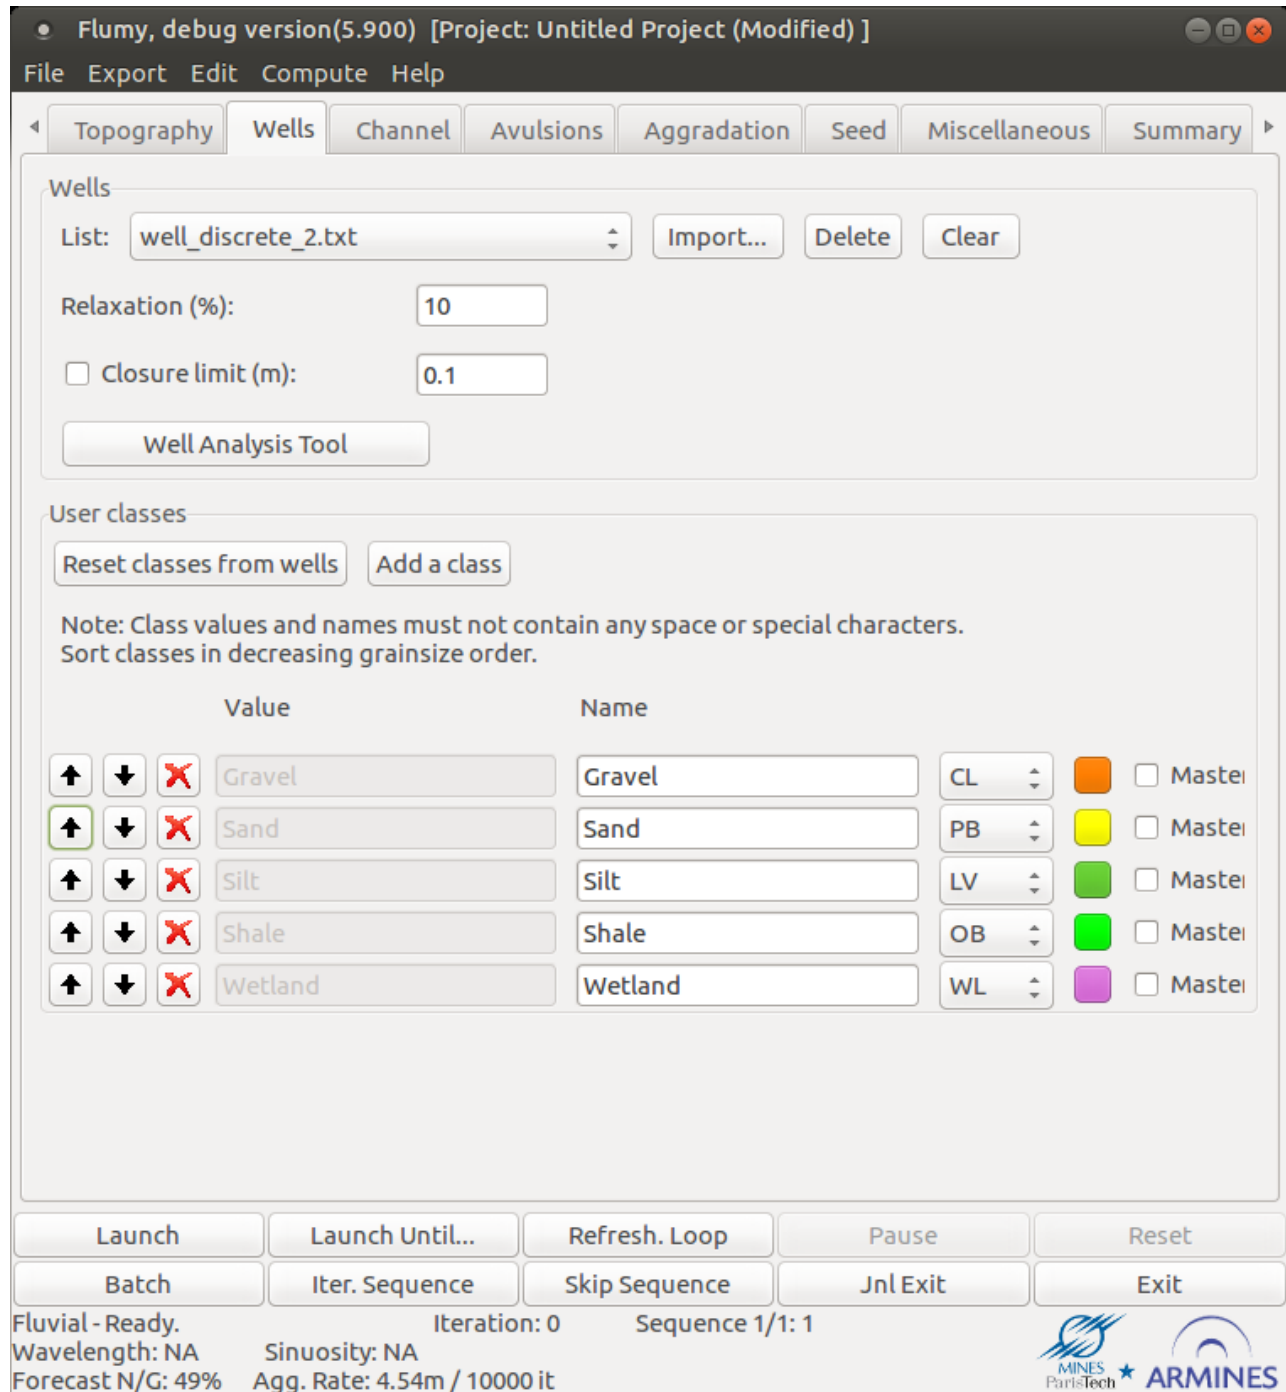 Flumy, debug version(5.900) [Project: Untitled Project (Modified) ]
File Export Edit Compute Help
Topography Wells Channel Avulsions Aggradation Seed Miscellaneous Summary
Wells
List: well_discrete_2.txt Import... Delete Clear
Relaxation (%): 10
Closure limit (m): 0.1
Well Analysis Tool
User classes
Reset classes from wells Add a class
Note: Class values and names must not contain any space or special characters.
Sort classes in decreasing grainsize order.
Value Name
Gravel Gravel CL Master
Sand Sand PB Master
Silt Silt LV Master
Shale Shale OB Master
Wetland Wetland WL Master
Launch Launch Until... Refresh. Loop Pause Reset
Batch Iter. Sequence Skip Sequence Jnl Exit Exit
Fluvial - Ready. Iteration: 0 Sequence 1/1: 1
Wavelength: NA Sinuosity: NA
Forecast N/G: 49% Agg. Rate: 4.54m / 10000 it
MINES
ParisTech
ARMINES